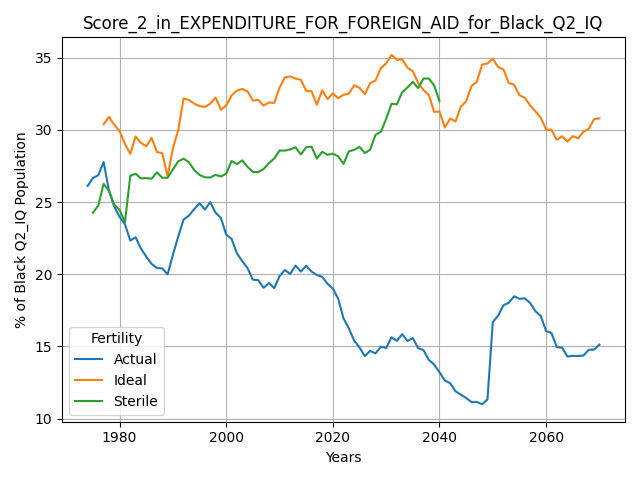 Score_2_in_EXPENDITURE_FOR_FOREIGN_AID_for_Black_Q2_IQ
% of Black Q2_IQ Population
35
30
25
20
15
10
Fertility
Actual
Ideal
Sterile
1980
2000
2020
2040
2060
Years